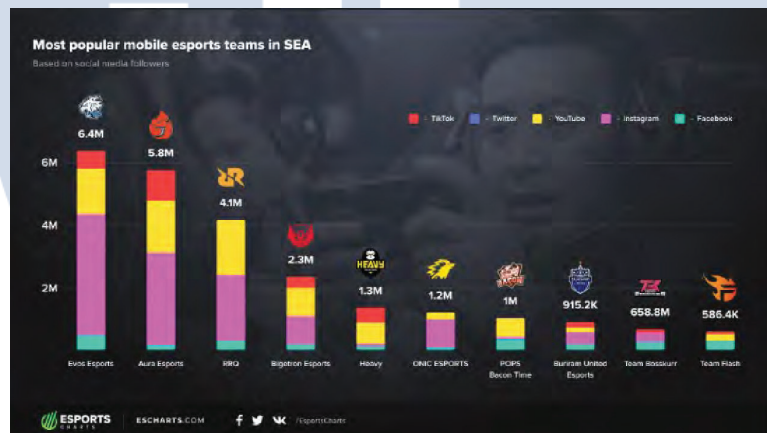 Most popular mobile esports teams in SEA
Based on social media followers
- TikTok - Twitter - YouTube - Instagram - Facebook
6.4M
5.8M
4.1M
2.3M
1.3M
1.2M
1M
915.2K
658.8M
586.4K
6M
4M
2M
HEAVY
BACON
Evos Esports
Aura Esports
RRQ
Bigetron Esports
Heavy
ONIC ESPORTS
POPS
Bacon Time
Buriram United
Esports
Team Bosskurr
Team Flash
ESPORTS
CHARTS
ESCHARTS.COM
/EsportsCharts